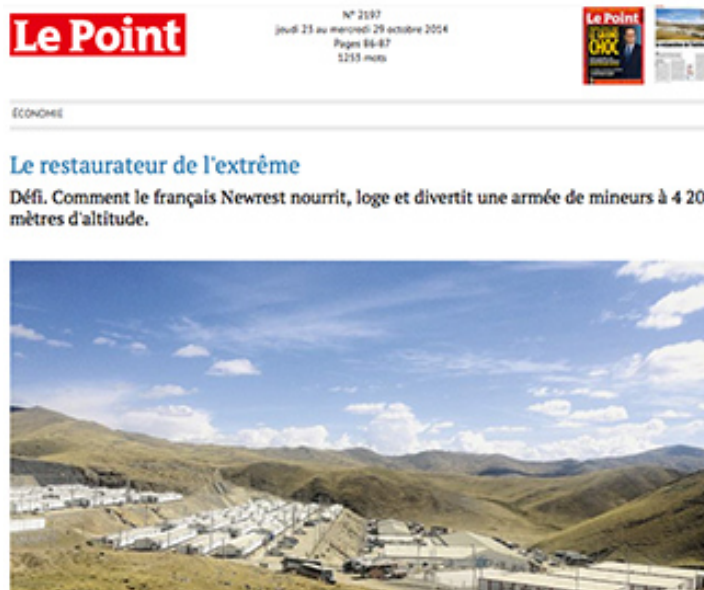 Le Point
N° 2197
jeudi 23 au mercredi 29 octobre 2014
Pages 86-87
1253 mots
Le Point
CHOC
ÉCONOMIE
Le restaurateur de l'extrême
Défi. Comment le français Newrest nourrit, loge et divertit une armée de mineurs à 4 20
mètres d'altitude.